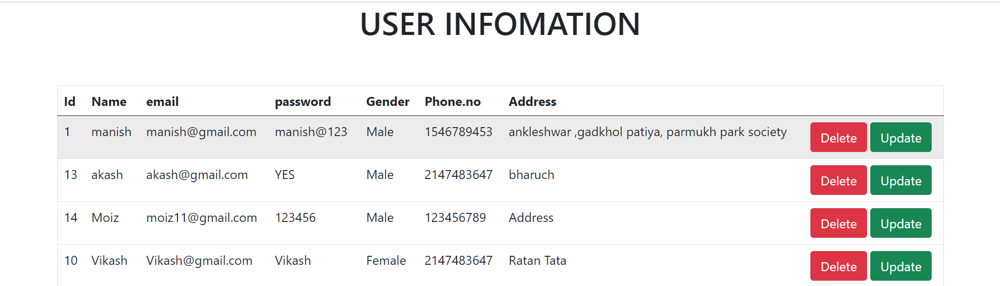 USER INFOMATION
Id Name email password Gender Phone.no Address
1 manish manish@gmail.com manish@123 Male 1546789453 ankleshwar ,gadkhol patiya, parmukh park society Delete Update
13 akash akash@gmail.com YES Male 2147483647 bharuch Delete Update
14 Moiz moiz11@gmail.com 123456 Male 123456789 Address Delete Update
10 Vikash Vikash@gmail.com Vikash Female 2147483647 Ratan Tata Delete Update